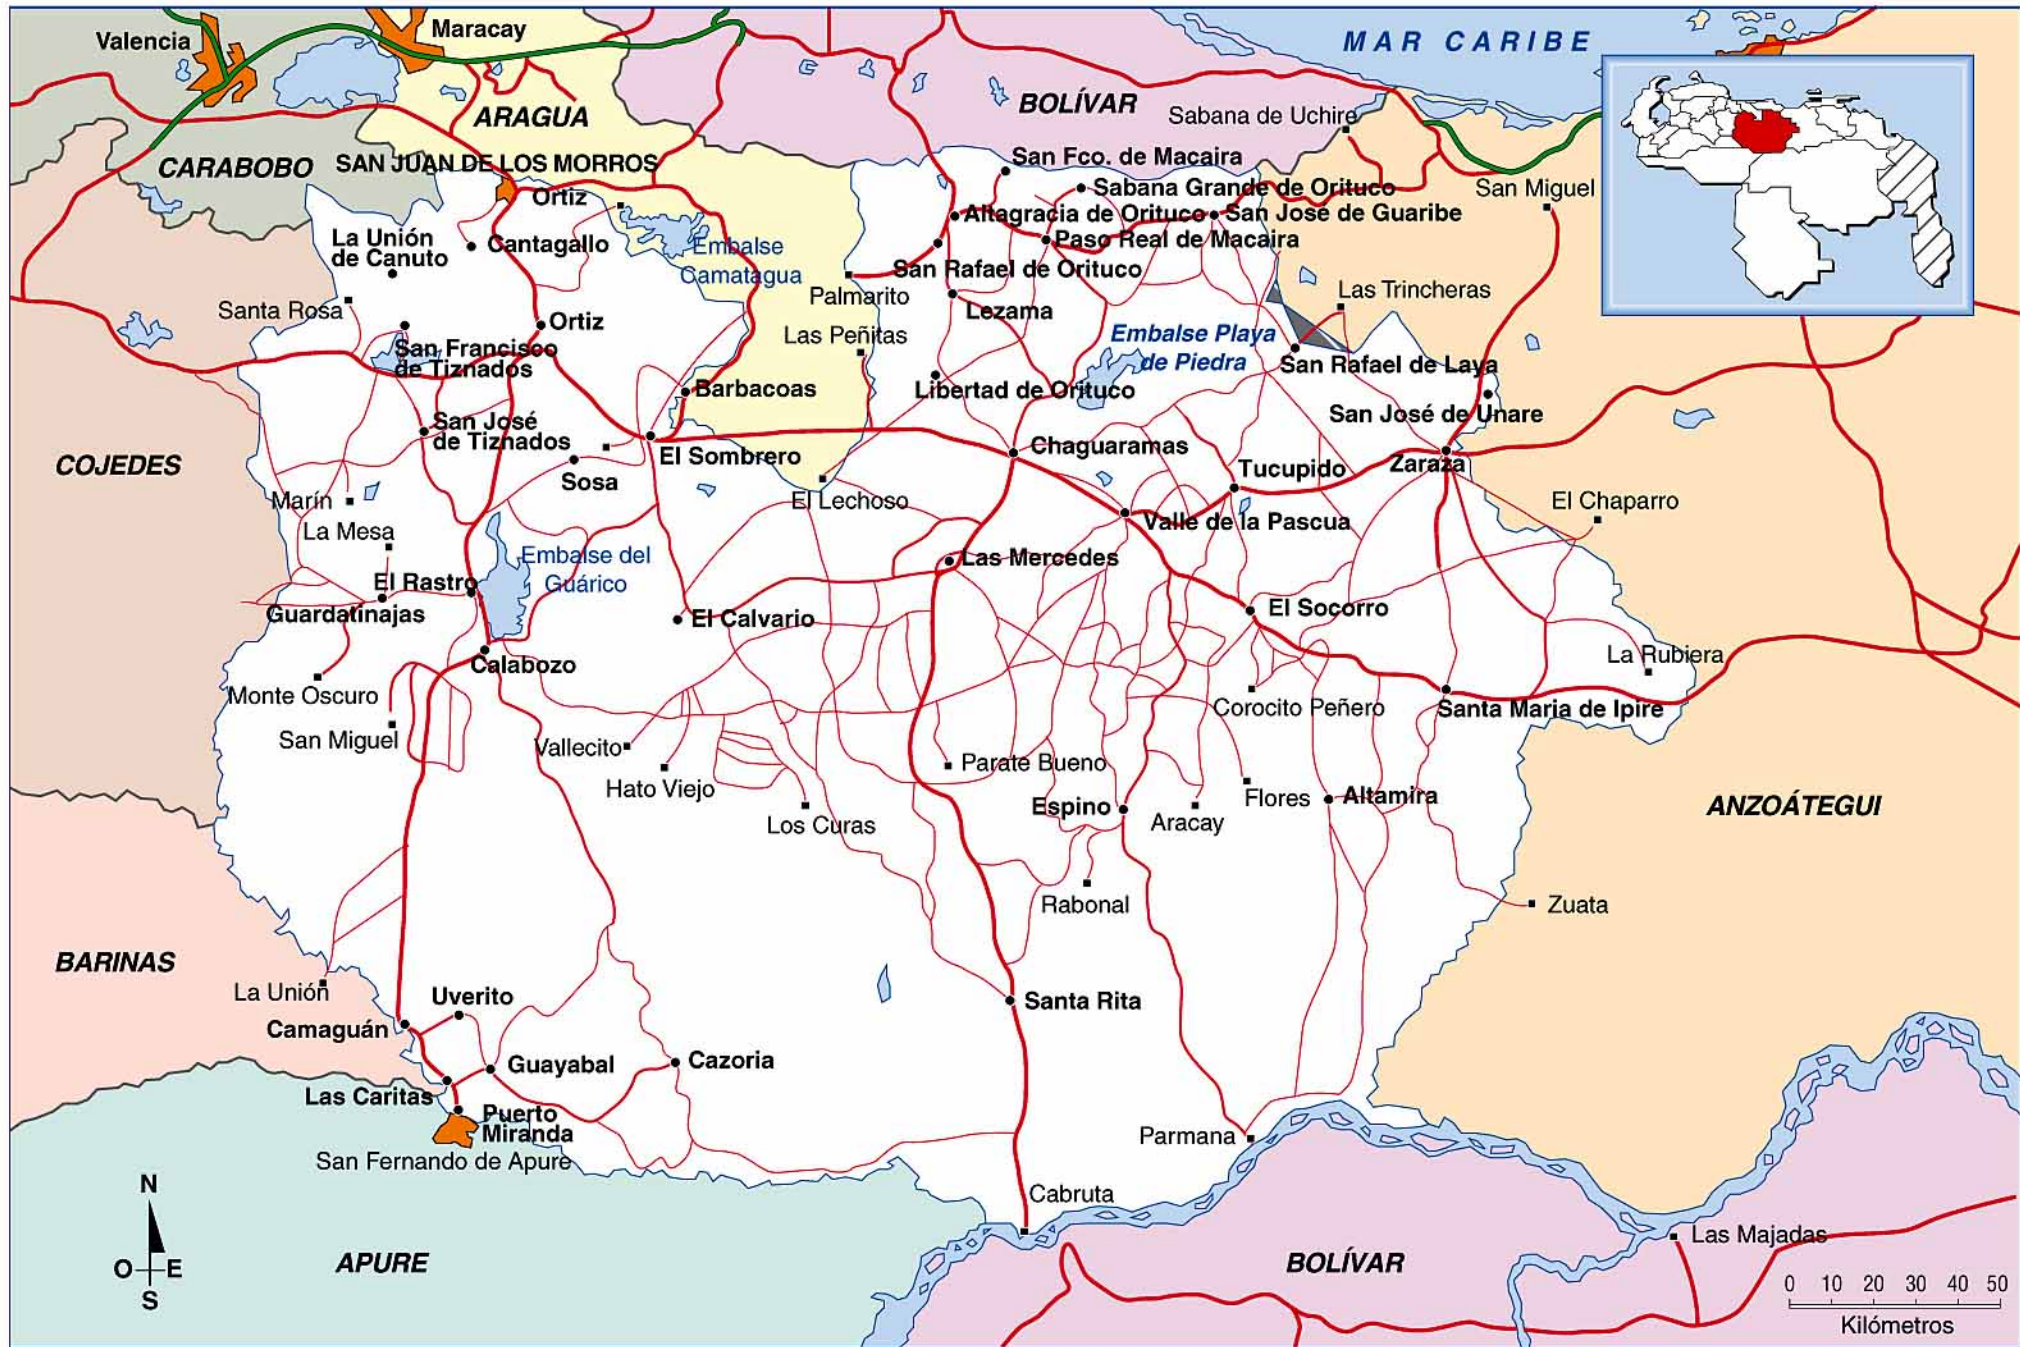 Valencia
Maracay
MAR CARIBE
ARAGUA
BOLÍVAR
Sabana de Uchire
CARABOBO
SAN JUAN DE LOS MORROS
San Fco. de Macaira
Ortiz
Sabana Grande de Orituco
San Miguel
Altagracia de Orituco
San José de Guaribe
La Unión
de Canuto
Cantagallo
Embalse
Camatagua
Paso Real de Macaira
San Rafael de Orituco
Palmarito
Las Trincheras
Santa Rosa
Ortiz
Lezama
Las Peñitas
Embalse Playa
de Piedra
San Francisco
de Tiznados
San Rafael de Laya
Barbacoas
Libertad de Orituco
San José
de Tiznados
San José de Unare
COJEDES
El Sombrero
Chaguaramas
Tucupido
Zaraza
Sosa
Marín
El Lechoso
El Chaparro
La Mesa
Valle de la Pascua
Embalse del
Guárico
Las Mercedes
El Rastro
Guardatinajas
El Calvario
El Socorro
Calabozo
La Rubiera
Monte Oscuro
Corocito Peñero
Santa Maria de Ipire
San Miguel
Vallecito
Parate Bueno
Hato Viejo
Flores
Altamira
Espino
Aracay
Los Curas
ANZOÁTEGUI
Rabonal
Zuata
BARINAS
La Unión
Uverito
Santa Rita
Camaguán
Guayabal
Cazoria
Las Caritas
Puerto
Miranda
Parmana
San Fernando de Apure
Cabruta
N
O
E
S
APURE
BOLÍVAR
Las Majadas
0 10 20 30 40 50
Kilómetros